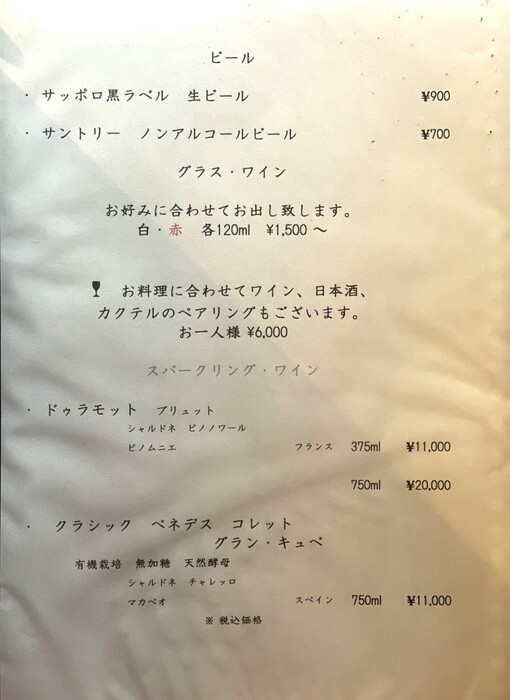 ビール
・ サッポロ黒ラベル 生ビール ¥900
・ サントリー ノンアルコールビール ¥700
グラス・ワイン
お好みに合わせてお出し致します。
白・赤 各120ml ¥1,500 ～
お料理に合わせてワイン、日本酒、
カクテルのペアリングもございます。
お一人様 ¥6,000
スパークリング・ワイン
・ ドゥラモット ブリュット
シャルドネ ピノノワール
ピノムニエ フランス 375ml ¥11,000
750ml ¥20,000
・ クラシック ペネデス コレット
グラン・キュベ
有機栽培 無加糖 天然酵母
シャルドネ チャレッロ
マカベオ スペイン 750ml ¥11,000
※ 税込価格